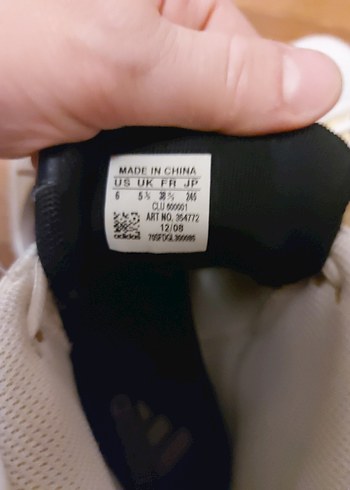 MADE IN CHINA
US UK FR JP
6 5½ 38⅔ 245
CLU 600001
ART NO. 354772
12/08
adidas 70SFDGL300085